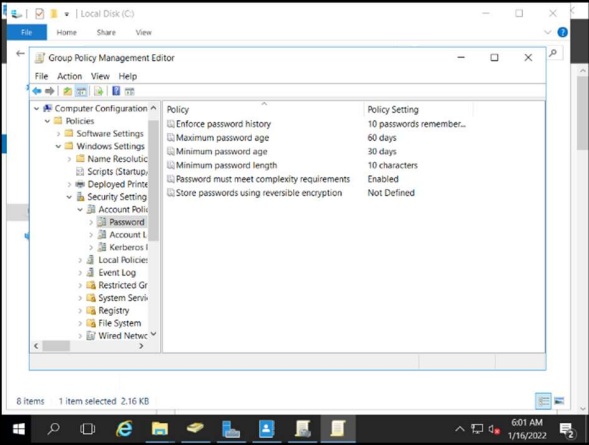 Local Disk (C:)
File Home Share View
Group Policy Management Editor
File Action View Help
Computer Configuration
Policies
Software Settings
Windows Settings
Name Resolutic
Scripts (Startup,
Deployed Printe
Security Setting
Account Polic
Password
Account L
Kerberos
Local Policies
Event Log
Restricted Gr
System Servi
Registry
File System
Wired Netwc
Policy Policy Setting
Enforce password history 10 passwords remember...
Maximum password age 60 days
Minimum password age 30 days
Minimum password length 10 characters
Password must meet complexity requirements Enabled
Store passwords using reversible encryption Not Defined
8 items 1 item selected 2.16 KB
6:01 AM
1/16/2022
2